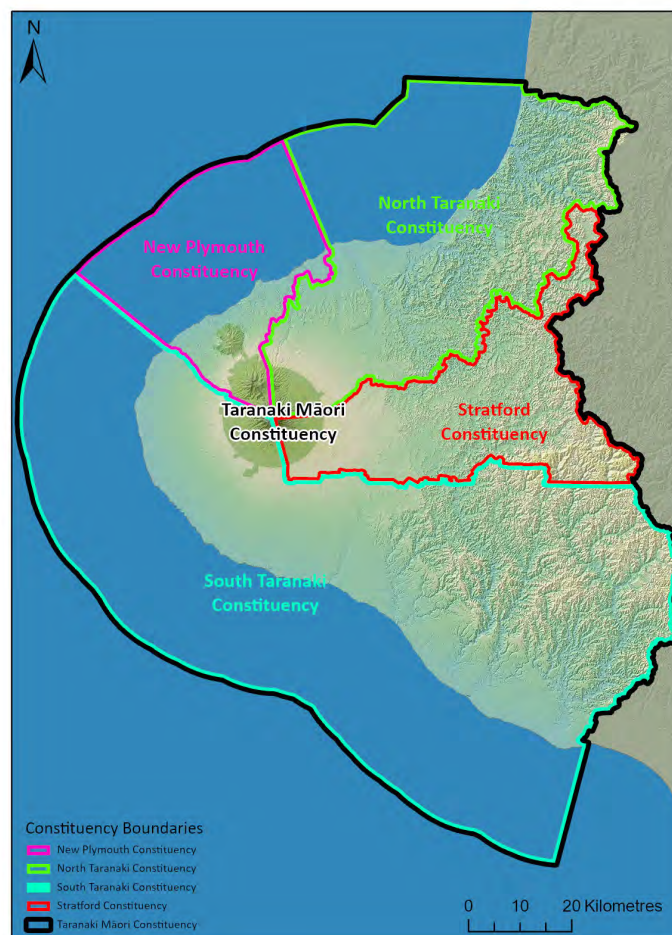 N
North Taranaki
Constituency
New Plymouth
Constituency
Taranaki Māori
Constituency
Stratford
Constituency
South Taranaki
Constituency
Constituency Boundaries
New Plymouth Constituency
North Taranaki Constituency
South Taranaki Constituency
Stratford Constituency
Taranaki Māori Constituency
0 10 20 Kilometres